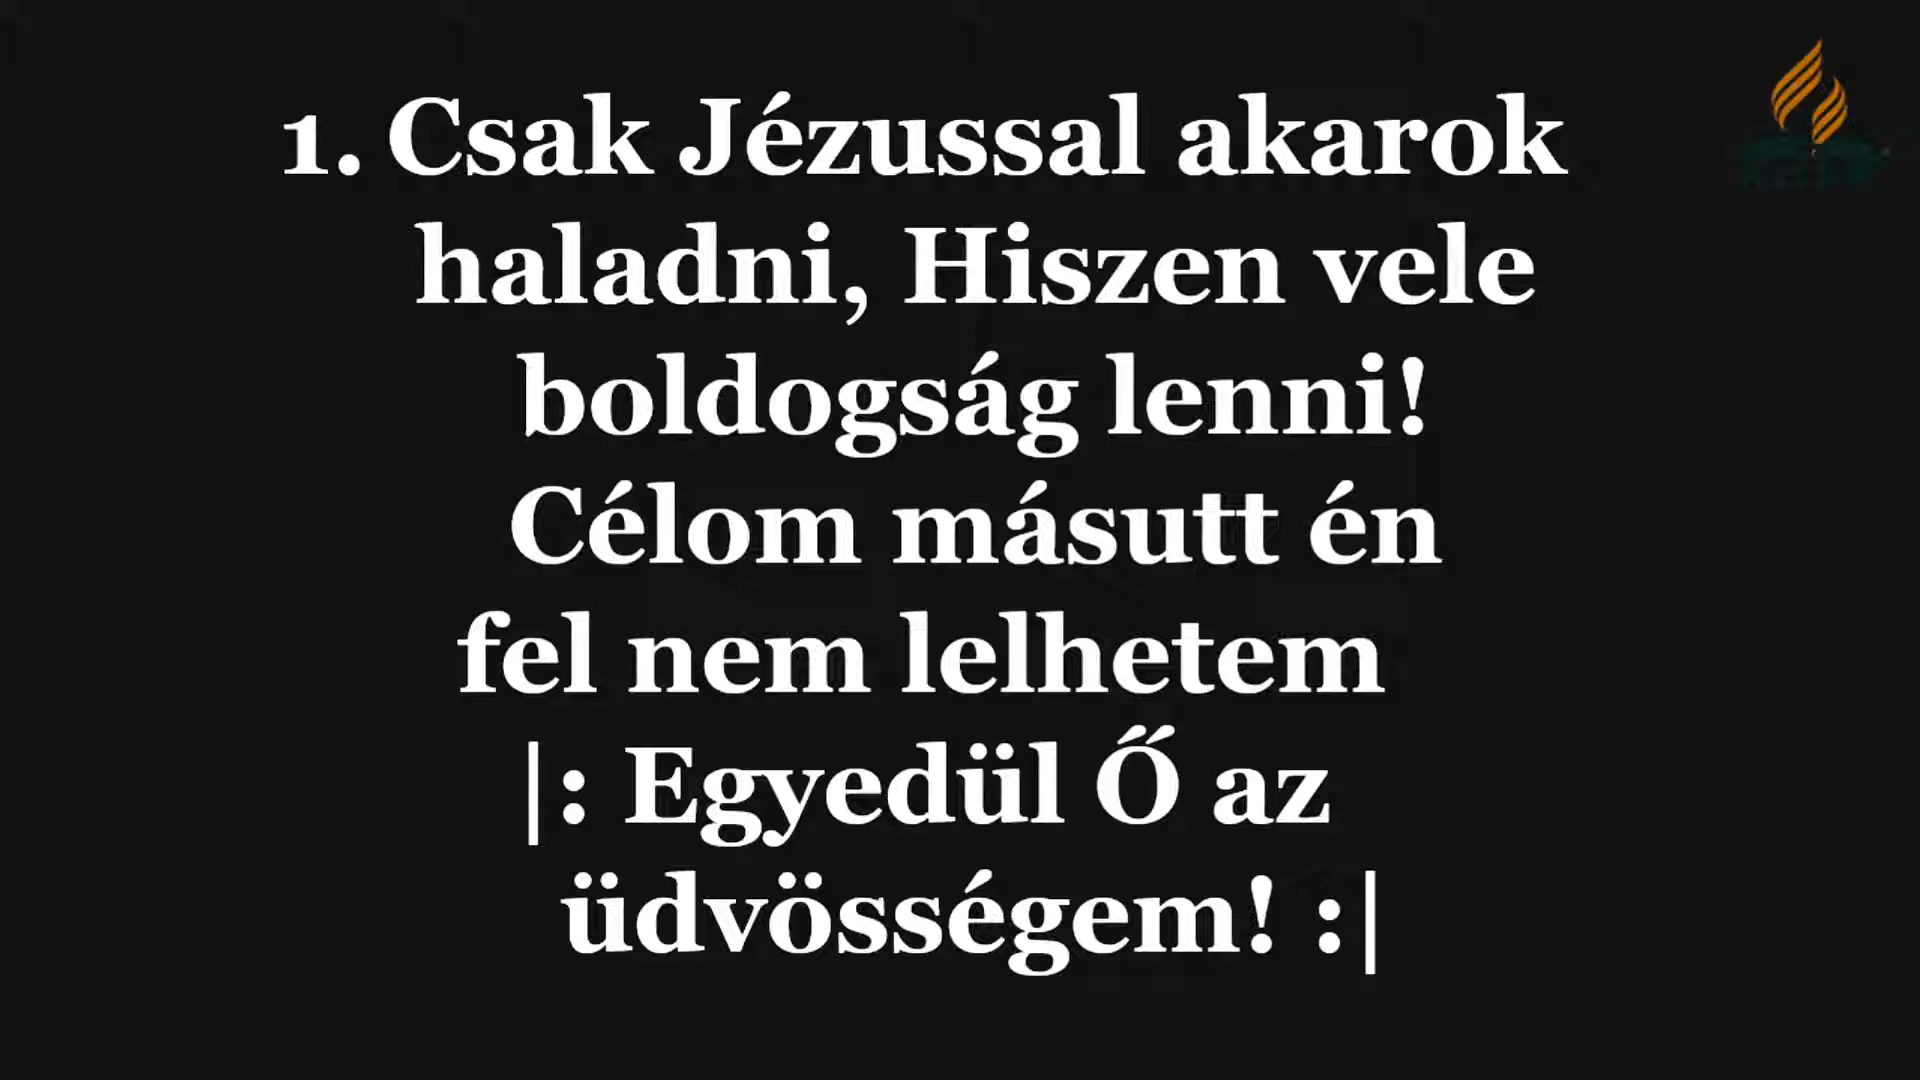 1. Csak Jézussal akarok
haladni, Hiszen vele
boldogság lenni!
Célom másutt én
fel nem lelhetem
|: Egyedül Ő az
üdvösségem! :|